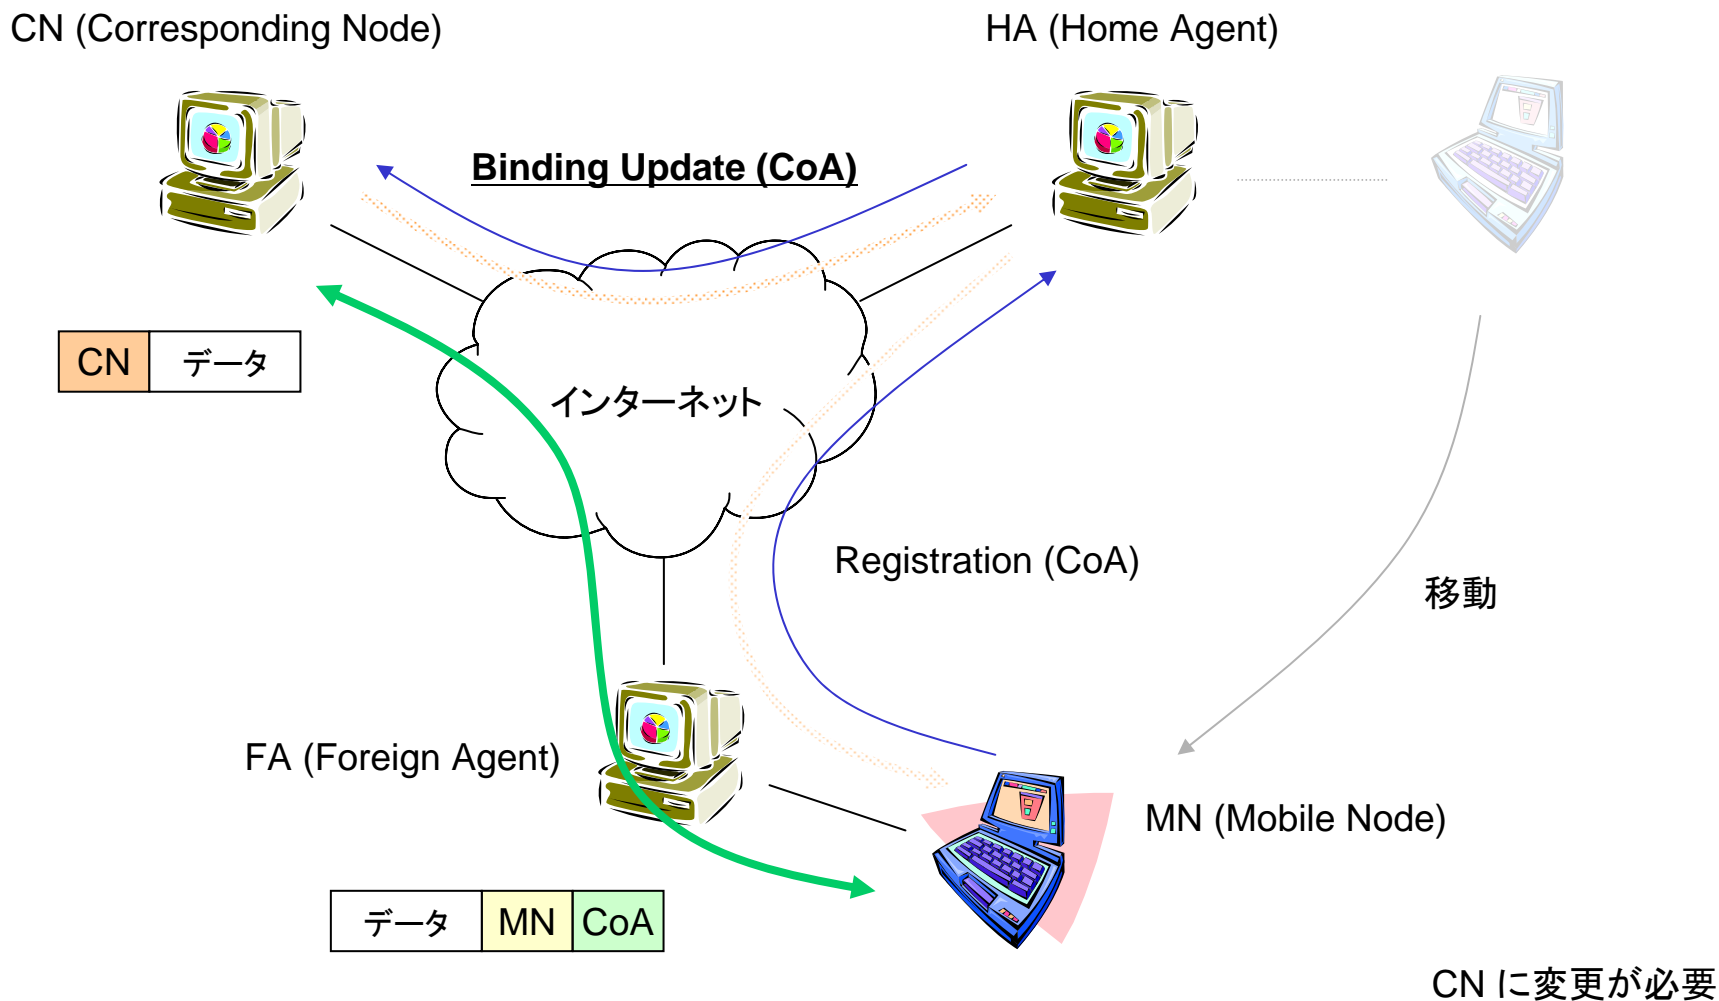 CN (Corresponding Node)
HA (Home Agent)
Binding Update (CoA)
CN データ
インターネット
Registration (CoA)
移動
FA (Foreign Agent)
MN (Mobile Node)
データ MN CoA
CN に変更が必要